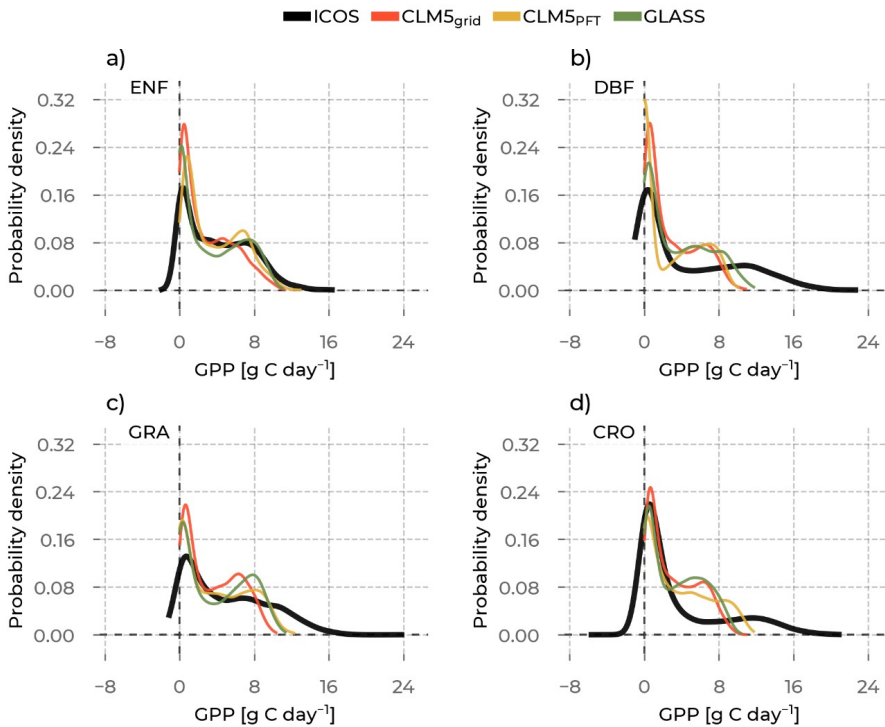 ICOS CLM5grid CLM5PFT GLASS
a) b)
ENF DBF
Probability density Probability density
0.32 0.32
0.24 0.24
0.16 0.16
0.08 0.08
0.00 0.00
−8 0 8 16 24 −8 0 8 16 24
GPP [g C day⁻¹] GPP [g C day⁻¹]
c) d)
GRA CRO
Probability density Probability density
0.32 0.32
0.24 0.24
0.16 0.16
0.08 0.08
0.00 0.00
−8 0 8 16 24 −8 0 8 16 24
GPP [g C day⁻¹] GPP [g C day⁻¹]